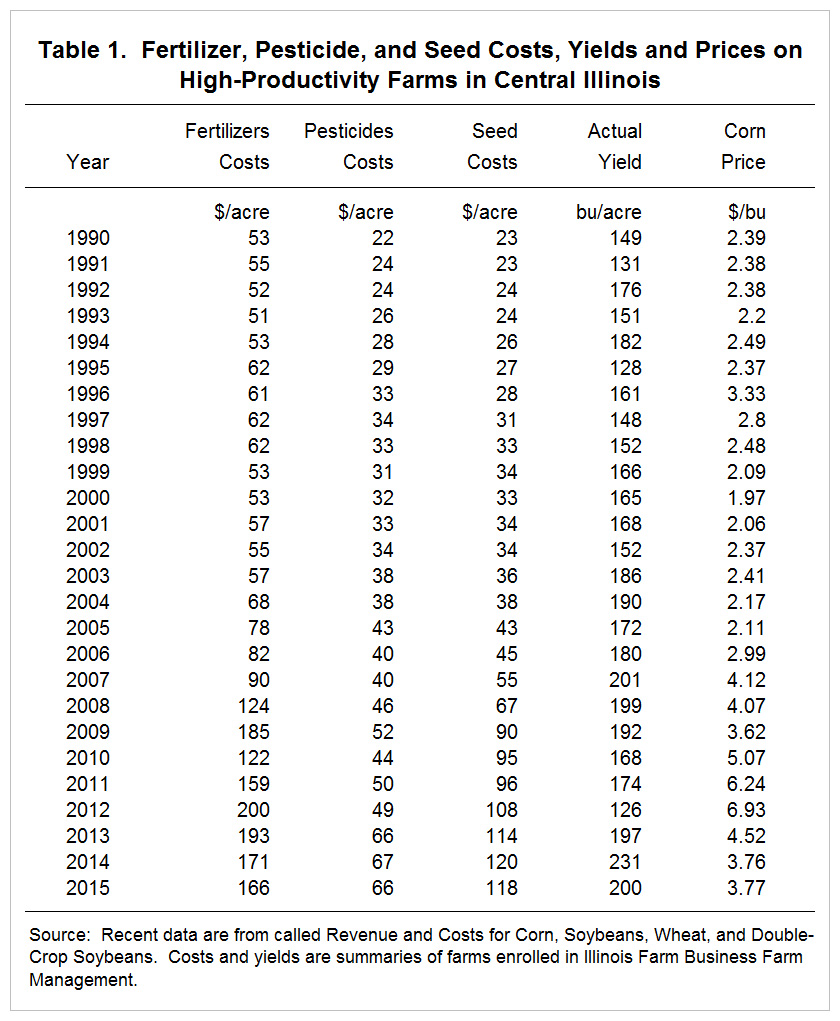 Table 1.  Fertilizer, Pesticide, and Seed Costs, Yields and Prices on
High-Productivity Farms in Central Illinois
Fertilizers Pesticides Seed Actual Corn
Year Costs Costs Costs Yield Price
$/acre $/acre $/acre bu/acre $/bu
1990 53 22 23 149 2.39
1991 55 24 23 131 2.38
1992 52 24 24 176 2.38
1993 51 26 24 151 2.2
1994 53 28 26 182 2.49
1995 62 29 27 128 2.37
1996 61 33 28 161 3.33
1997 62 34 31 148 2.8
1998 62 33 33 152 2.48
1999 53 31 34 166 2.09
2000 53 32 33 165 1.97
2001 57 33 34 168 2.06
2002 55 34 34 152 2.37
2003 57 38 36 186 2.41
2004 68 38 38 190 2.17
2005 78 43 43 172 2.11
2006 82 40 45 180 2.99
2007 90 40 55 201 4.12
2008 124 46 67 199 4.07
2009 185 52 90 192 3.62
2010 122 44 95 168 5.07
2011 159 50 96 174 6.24
2012 200 49 108 126 6.93
2013 193 66 114 197 4.52
2014 171 67 120 231 3.76
2015 166 66 118 200 3.77
Source:  Recent data are from called Revenue and Costs for Corn, Soybeans, Wheat, and Double-
Crop Soybeans.  Costs and yields are summaries of farms enrolled in Illinois Farm Business Farm
Management.